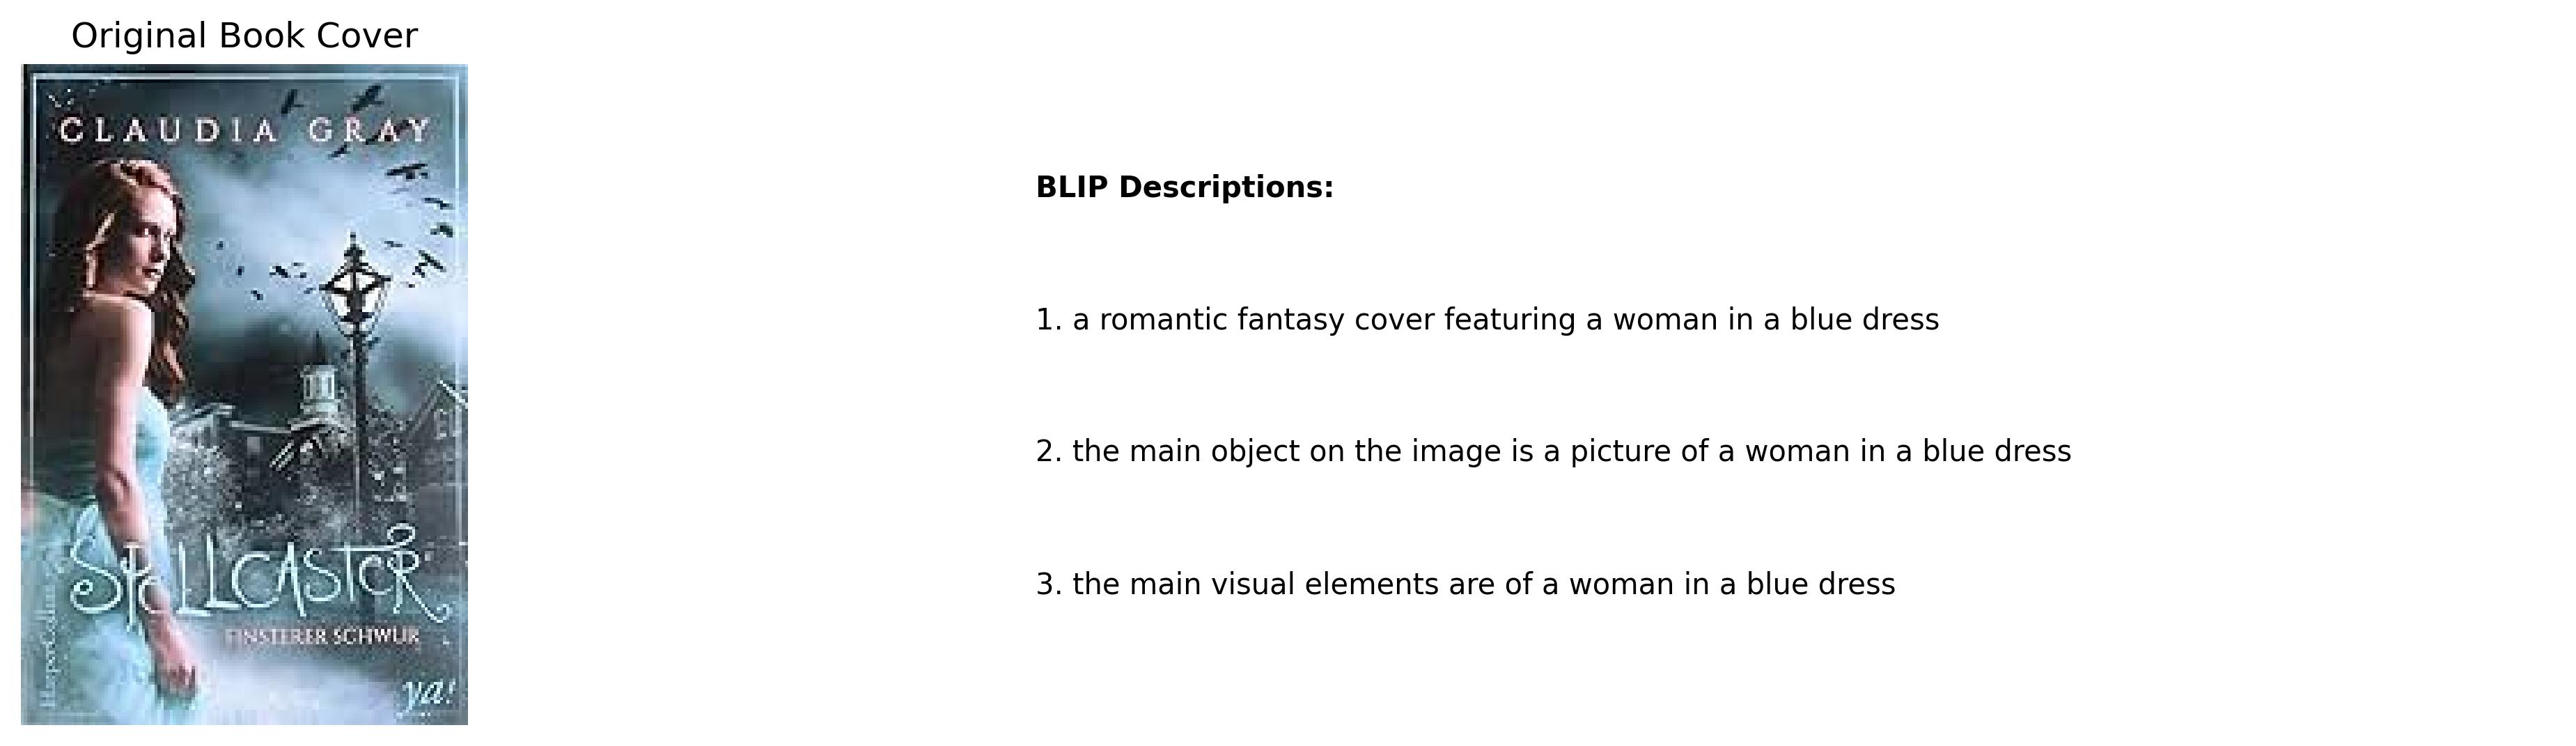 Original Book Cover
CLAUDIA GRAY
SPELLCASTER
FINSTERER SCHWUR
HarperCollins
ya!
BLIP Descriptions:
1. a romantic fantasy cover featuring a woman in a blue dress
2. the main object on the image is a picture of a woman in a blue dress
3. the main visual elements are of a woman in a blue dress